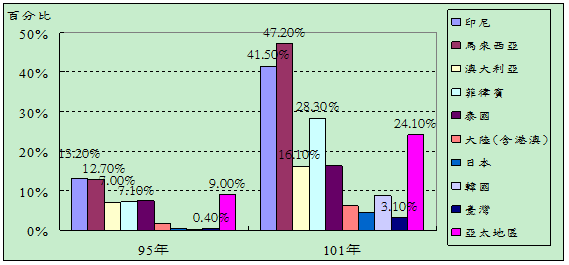 百分比
50%
40%
30%
20%
10%
0%
13.20%
12.70%
7.00%
7.10%
0.40%
9.00%
41.50%
47.20%
16.10%
28.30%
3.10%
24.10%
95年
101年
印尼
馬來西亞
澳大利亞
菲律賓
泰國
大陸(含港澳)
日本
韓國
臺灣
亞太地區